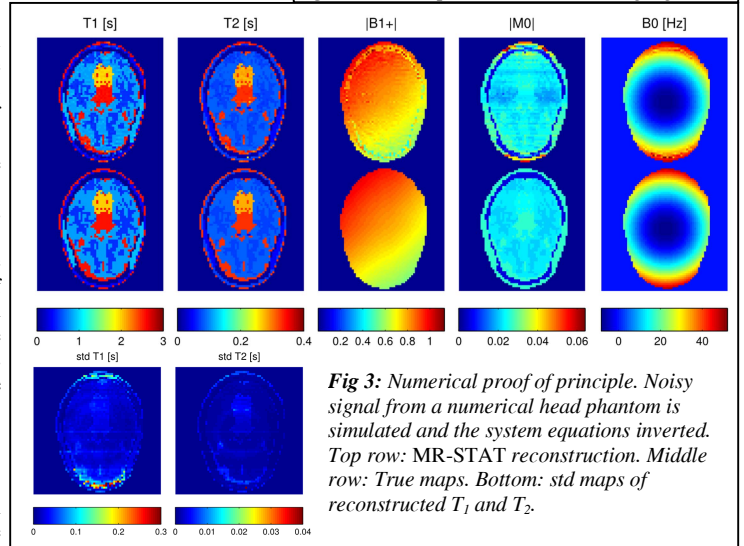 T1 [s] T2 [s] |B1+| |M0| B0 [Hz]
0 1 2 3 0 0.2 0.4 0.2 0.4 0.6 0.8 1 0 0.02 0.04 0.06 0 20 40
std T1 [s] std T2 [s]
0 0.1 0.2 0.3 0 0.01 0.02 0.03 0.04
Fig 3: Numerical proof of principle. Noisy
signal from a numerical head phantom is
simulated and the system equations inverted.
Top row: MR-STAT reconstruction. Middle
row: True maps. Bottom: std maps of
reconstructed T1 and T2.